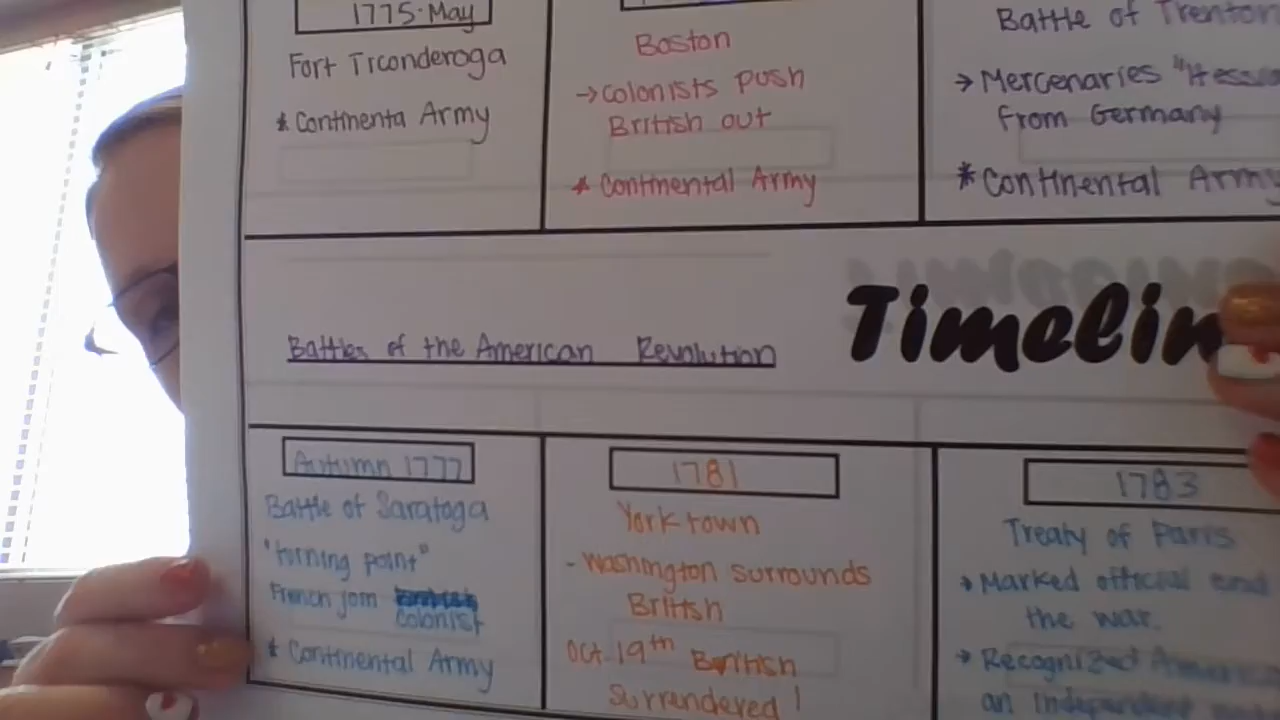 1775·May
Fort Ticonderoga
* Continenta Army
Boston
→ Colonists push
British out
* Continental Army
Battle of Trenton
→ Mercenaries
from Germany
* Continental Army
Battles of the American Revolution
Autumn 1777
Battle of Saratoga
"turning point"
French join
colonist
* Continental Army
1781
Yorktown
- Washington surrounds
British
Oct. 19th British
Surrendered!
1783
Treaty of Paris
→ Marked official end
the war.
→ Recognized
an Independent